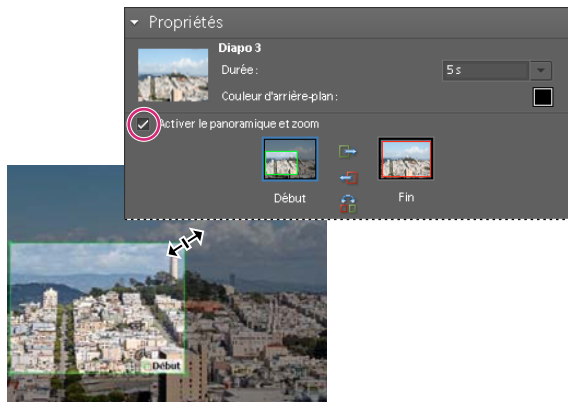 Propriétés
Diapo 3
Durée :
5 s
Couleur d'arrière-plan :
Activer le panoramique et zoom
Début
Fin
Début